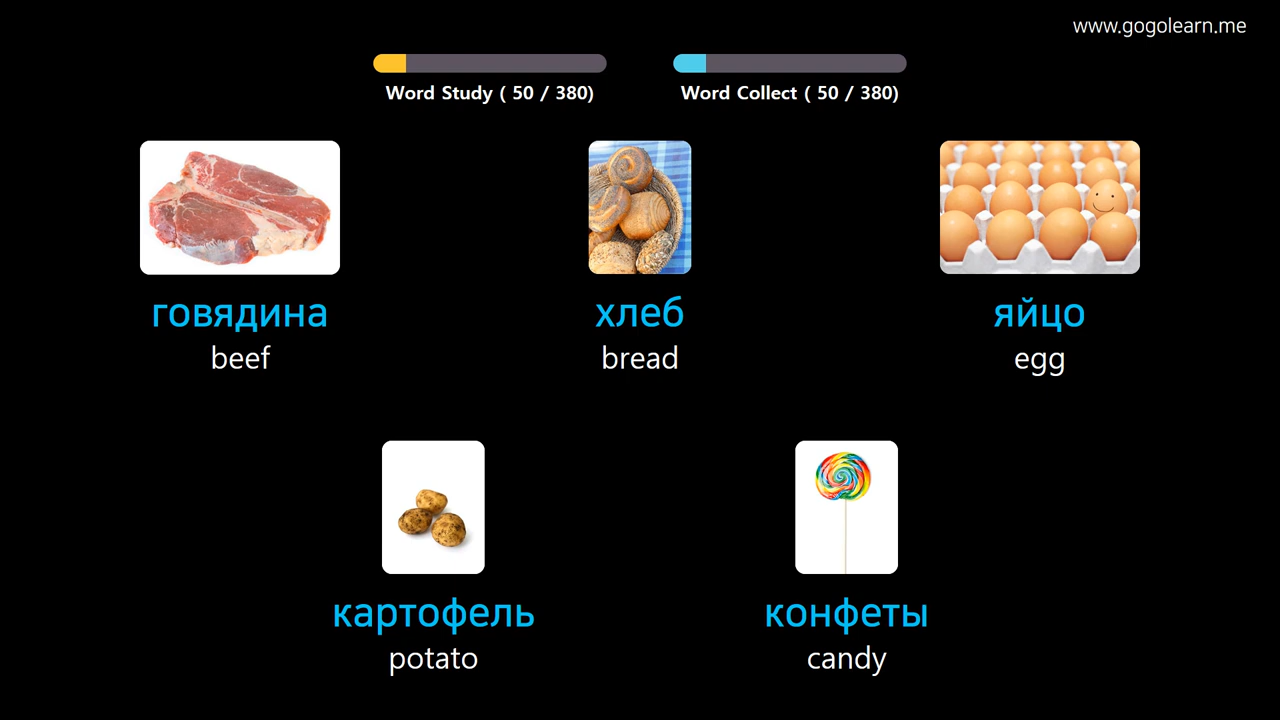 www.gogolearn.me
Word Study ( 50 / 380)
Word Collect ( 50 / 380)
говядина
beef
хлеб
bread
яйцо
egg
картофель
potato
конфеты
candy